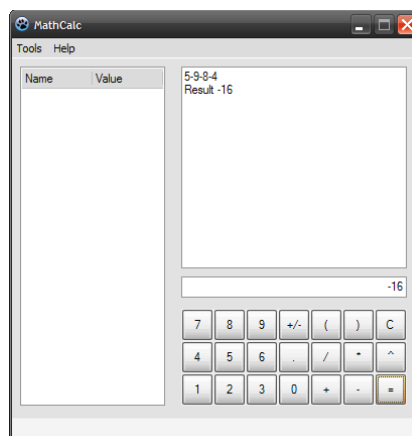 MathCalc
Tools Help
Name Value
5-9-8-4
Result -16
-16
7 8 9 +/- ( ) C
4 5 6 . / * ^
1 2 3 0 + - =